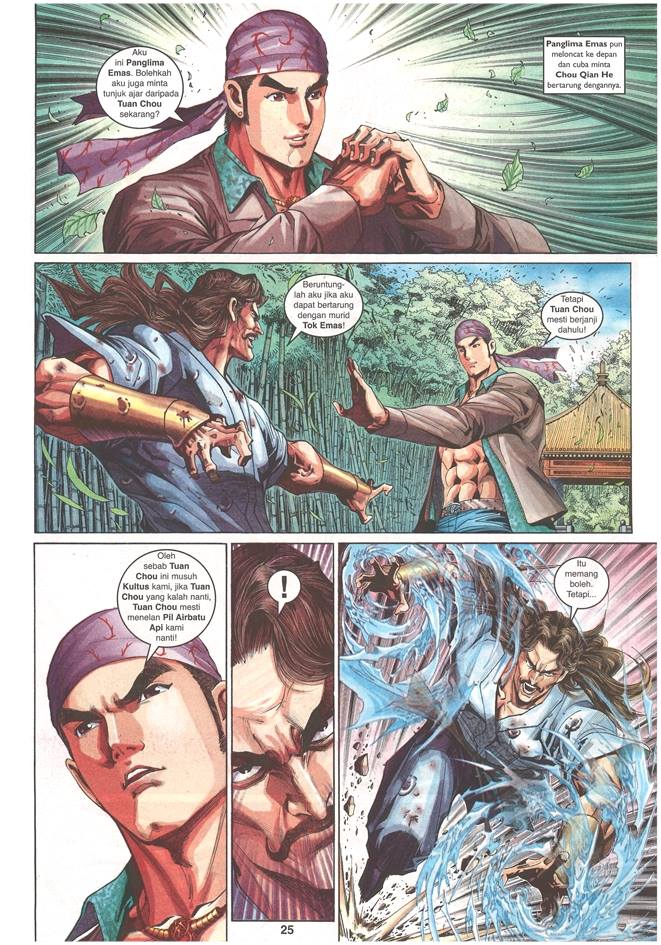 Aku
ini Panglima
Emas. Bolehkah
aku juga minta
tunjuk ajar daripada
Tuan Chou
sekarang?
Panglima Emas pun
meloncat ke depan
dan cuba minta
Chou Qian He
bertarung dengannya.
Beruntung-
lah aku jika aku
dapat bertarung
dengan murid
Tok Emas!
Tetapi
Tuan Chou
mesti berjanji
dahulu!
Oleh
sebab Tuan
Chou ini musuh
Kultus kami, jika Tuan
Chou yang kalah nanti,
Tuan Chou mesti
menelan Pil Airbatu
Api kami
nanti!
!
Itu
memang
boleh.
Tetapi...
25